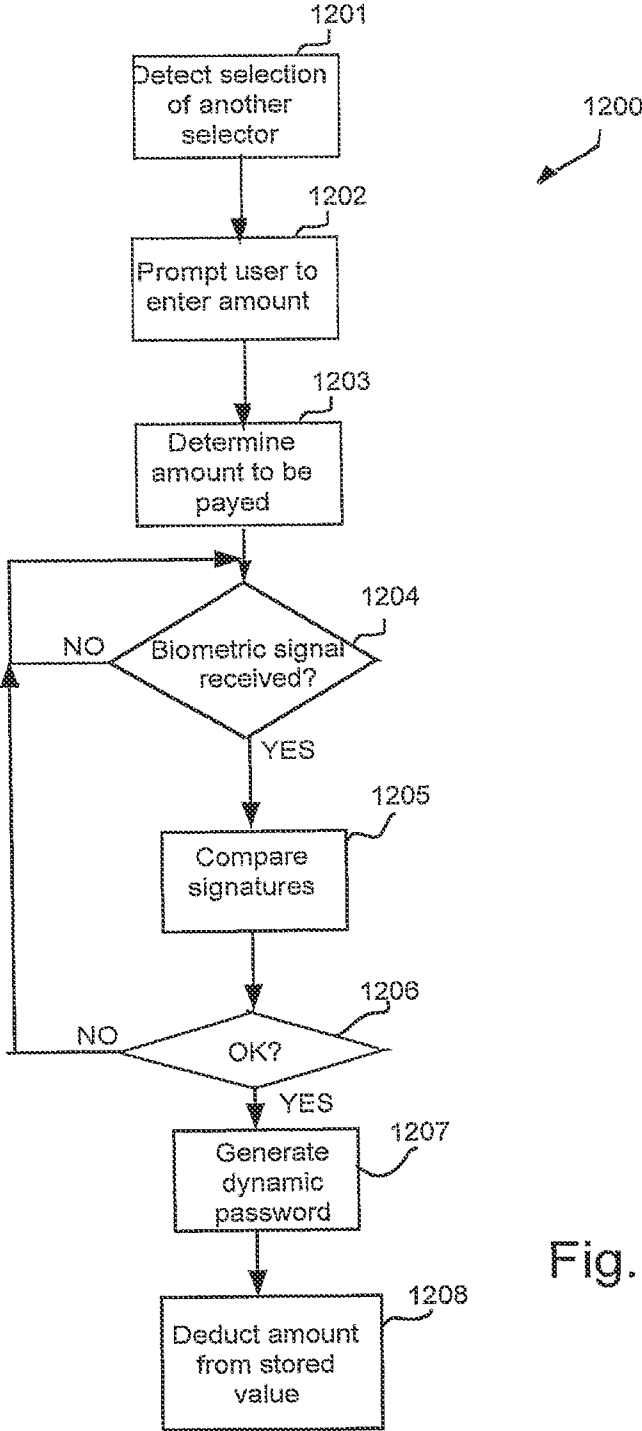 1201
Detect selection
of another
selector
1200
1202
Prompt user to
enter amount
1203
Determine
amount to be
payed
1204
NO
Biometric signal
received?
YES
1205
Compare
signatures
1206
NO
OK?
YES
1207
Generate
dynamic
password
Fig.
1208
Deduct amount
from stored
value